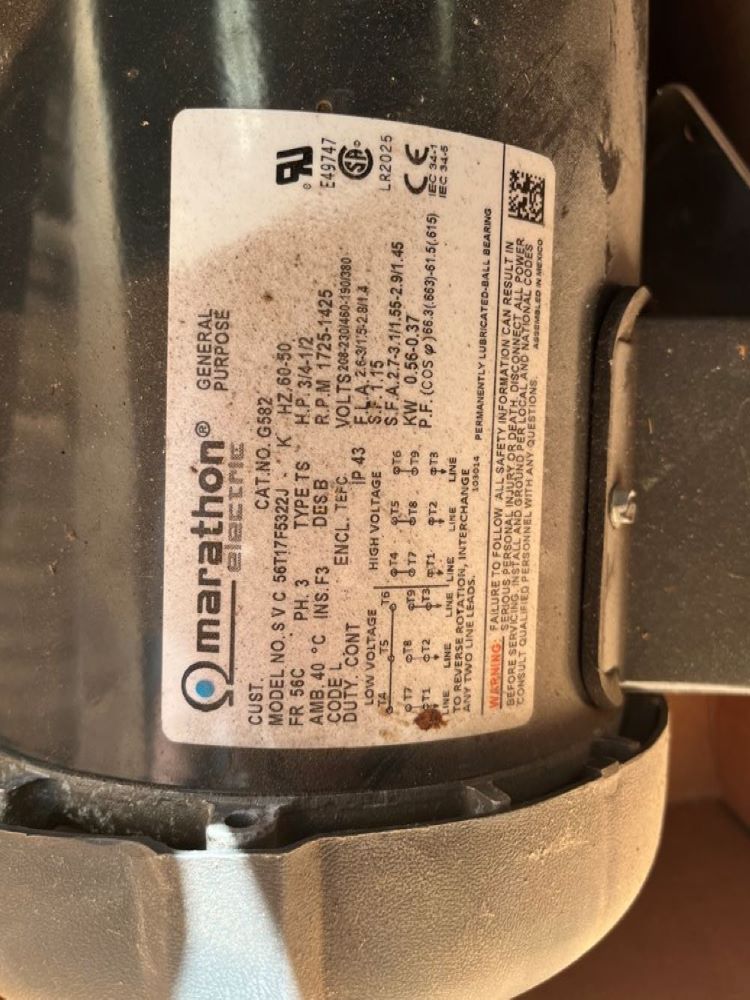 marathon®
electric
GENERAL
PURPOSE
CUST.
CAT.NO. G582
MODEL NO. S V C 56T17F5322J K
FR 56C PH. 3 TYPE TS
AMB. 40 °C INS. F3 DES. B
CODE L
DUTY. CONT ENCL. TEFC IP 43
HZ. 60-50
H.P. 3/4-1/2
R.P.M 1725-1425
VOLTS 208-230/460-190/380
F.L.A. 2.6-3/1.5-2.8/1.4
S.F. 1.15
S.F.A. 2.7-3.1/1.55-2.9/1.45
KW 0.56-0.37
P.F. (COS φ) 66.3(.663)-61.5(.615)
E49747
LR2025
CE
IEC 34-1
IEC 34-5
LOW VOLTAGE
T4 T5 T6
T7 T8 T9
T1 T2 T3
LINE LINE LINE
HIGH VOLTAGE
T4 T5 T6
T7 T8 T9
T1 T2 T3
LINE LINE LINE
TO REVERSE ROTATION, INTERCHANGE
ANY TWO LINE LEADS.
103014
PERMANENTLY LUBRICATED-BALL BEARING
WARNING: FAILURE TO FOLLOW ALL SAFETY INFORMATION CAN RESULT IN
SERIOUS PERSONAL INJURY OR DEATH. DISCONNECT ALL POWER
BEFORE SERVICING. INSTALL AND GROUND PER LOCAL AND NATIONAL CODES
CONSULT QUALIFIED PERSONNEL WITH ANY QUESTIONS.
ASSEMBLED IN MEXICO